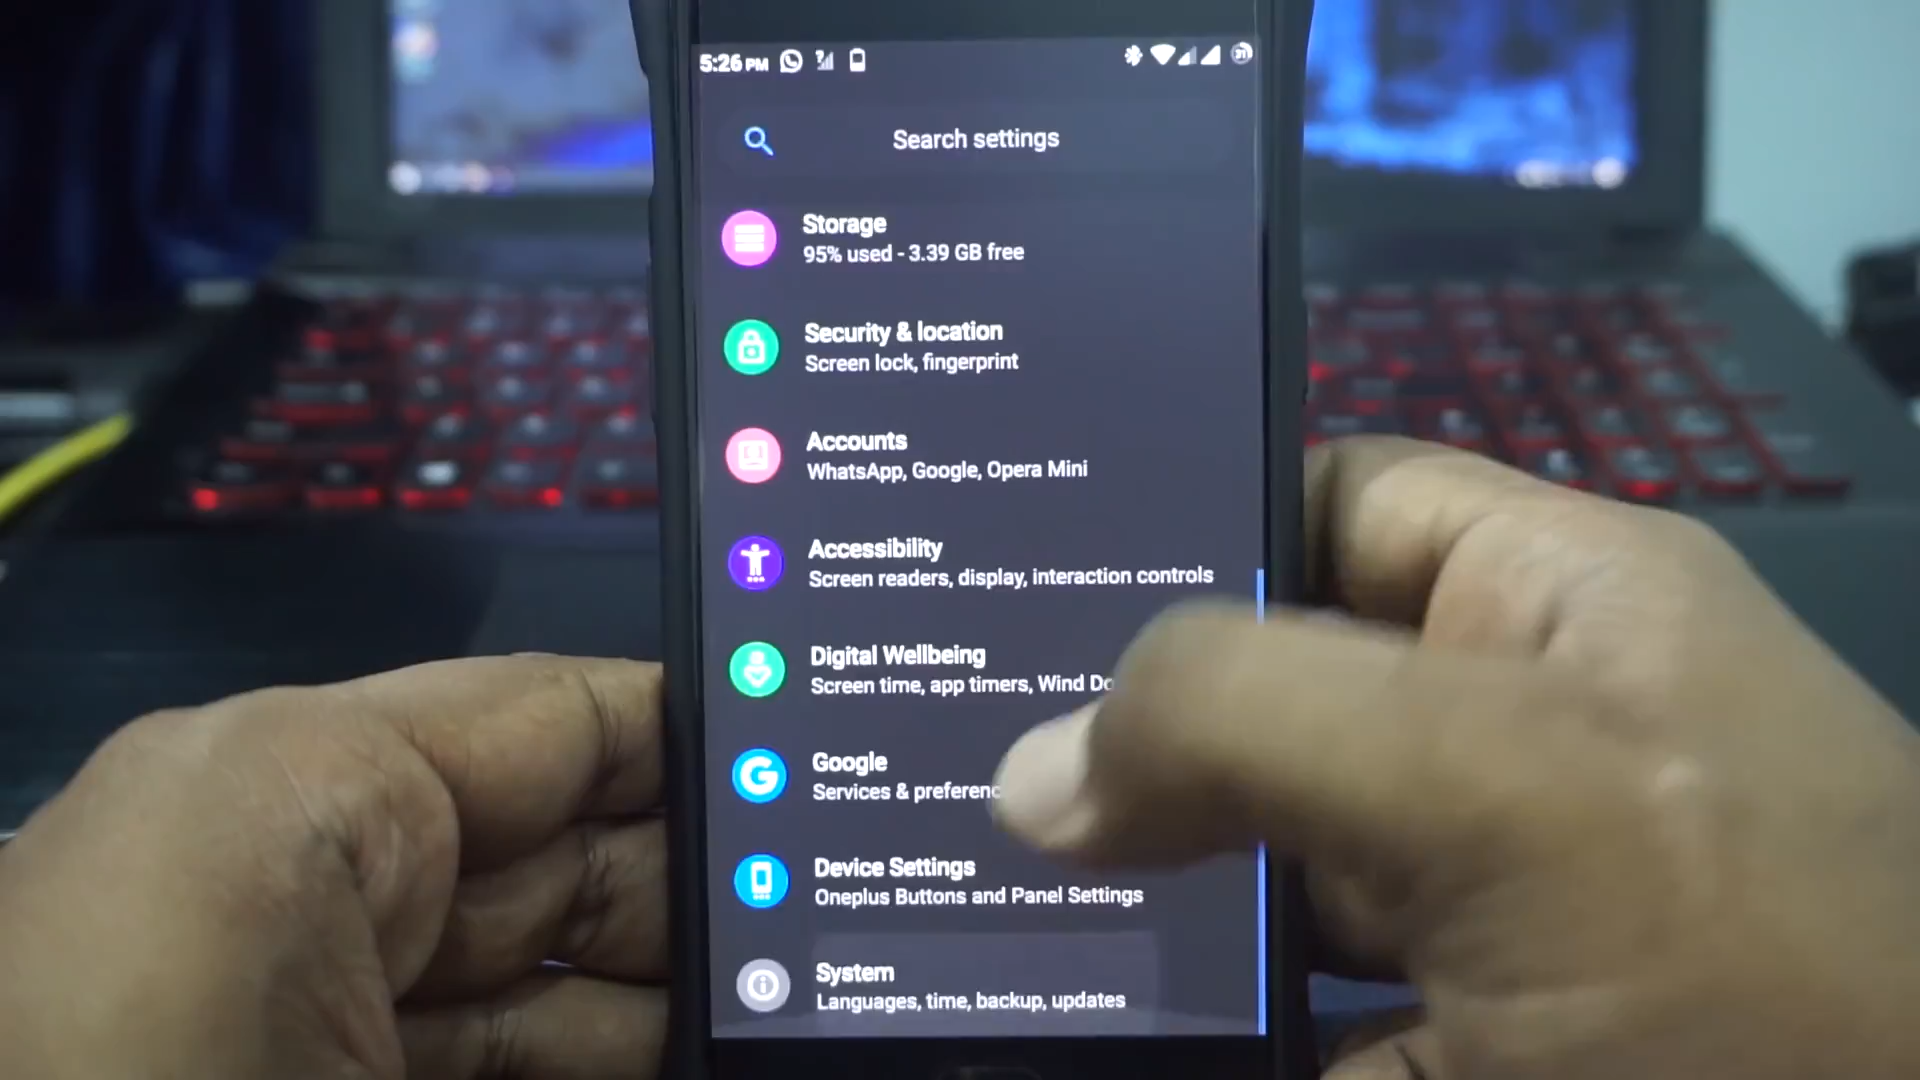 5:26 PM
31
Search settings
Storage
95% used - 3.39 GB free
Security & location
Screen lock, fingerprint
Accounts
WhatsApp, Google, Opera Mini
Accessibility
Screen readers, display, interaction controls
Digital Wellbeing
Screen time, app timers, Wind
Google
Services &
Device Settings
Oneplus Buttons and Panel Settings
System
Languages, time, backup, updates